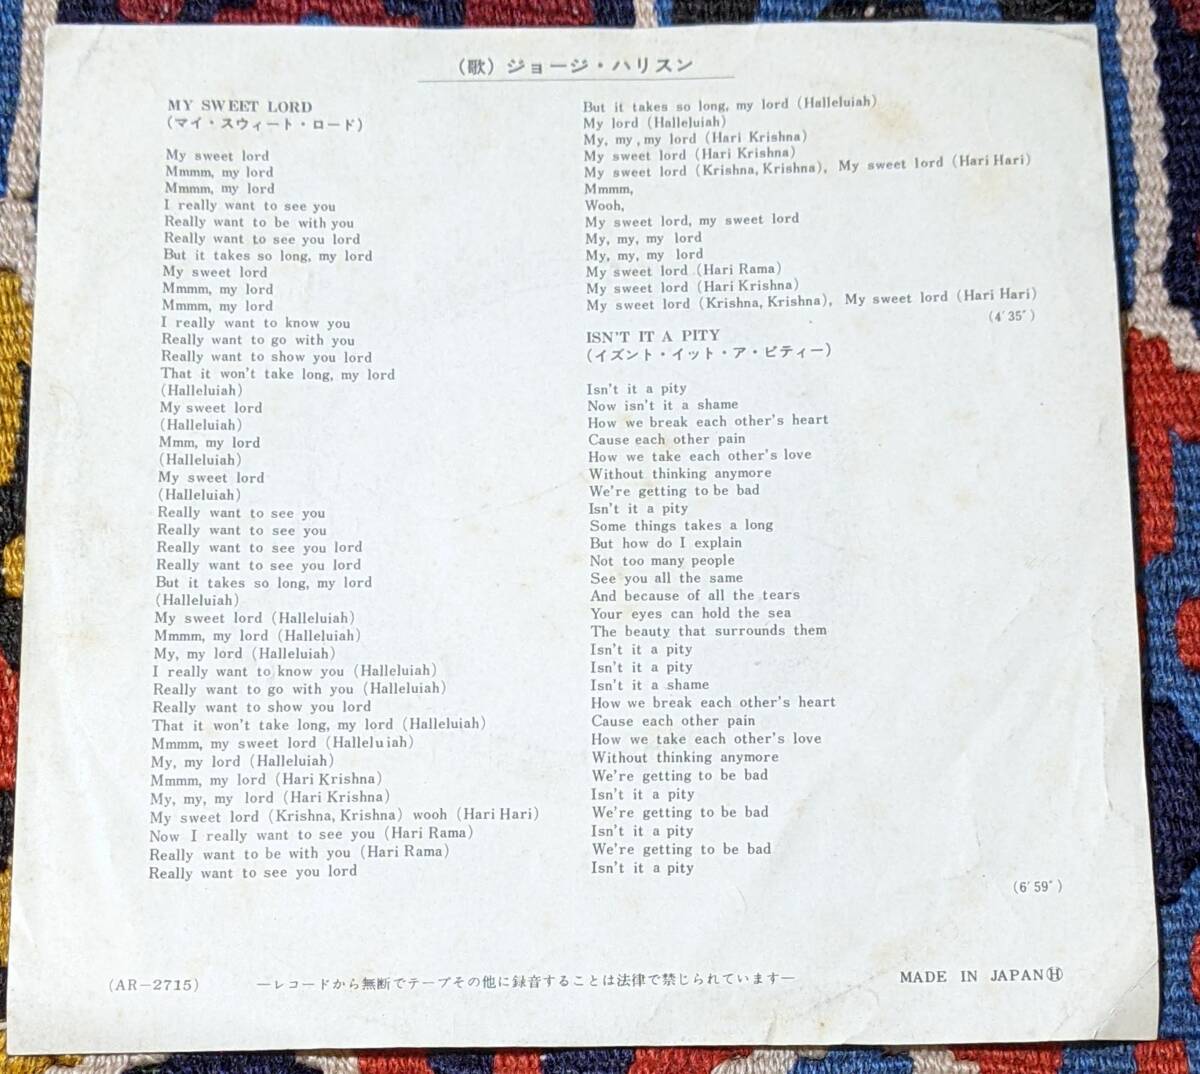 （歌）ジョージ・ハリスン
MY SWEET LORD
（マイ・スウィート・ロード）
My sweet lord
Mmmm, my lord
Mmmm, my lord
I really want to see you
Really want to be with you
Really want to see you lord
But it takes so long, my lord
My sweet lord
Mmmm, my lord
Mmmm, my lord
I really want to know you
Really want to go with you
Really want to show you lord
That it won't take long, my lord
(Halleluiah)
My sweet lord
(Halleluiah)
Mmm, my lord
(Halleluiah)
My sweet lord
(Halleluiah)
Really want to see you
Really want to see you
Really want to see you lord
Really want to see you lord
But it takes so long, my lord
(Halleluiah)
My sweet lord (Halleluiah)
Mmmm, my lord (Halleluiah)
My, my lord (Halleluiah)
I really want to know you (Halleluiah)
Really want to go with you (Halleluiah)
Really want to show you lord
That it won't take long, my lord (Halleluiah)
Mmmm, my sweet lord (Halleluiah)
My, my lord (Halleluiah)
Mmmm, my lord (Hari Krishna)
My, my, my lord (Hari Krishna)
My sweet lord (Krishna, Krishna) wooh (Hari Hari)
Now I really want to see you (Hari Rama)
Really want to be with you (Hari Rama)
Really want to see you lord
But it takes so long, my lord (Halleluiah)
My lord (Halleluiah)
My, my, my lord (Hari Krishna)
My sweet lord (Hari Krishna)
My sweet lord (Krishna, Krishna), My sweet lord (Hari Hari)
Mmmm,
Wooh,
My sweet lord, my sweet lord
My, my, my lord
My, my, my lord
My sweet lord (Hari Rama)
My sweet lord (Hari Krishna)
My sweet lord (Krishna, Krishna), My sweet lord (Hari Hari)
(4′35″)
ISN'T IT A PITY
（イズント・イット・ア・ピティー）
Isn't it a pity
Now isn't it a shame
How we break each other's heart
Cause each other pain
How we take each other's love
Without thinking anymore
We're getting to be bad
Isn't it a pity
Some things takes a long
But how do I explain
Not too many people
See you all the same
And because of all the tears
Your eyes can hold the sea
The beauty that surrounds them
Isn't it a pity
Isn't it a pity
Isn't it a shame
How we break each other's heart
Cause each other pain
How we take each other's love
Without thinking anymore
We're getting to be bad
Isn't it a pity
We're getting to be bad
Isn't it a pity
We're getting to be bad
Isn't it a pity
(6′59″)
(AR-2715) —レコードから無断でテープその他に録音することは法律で禁じられています— MADE IN JAPANⒽ